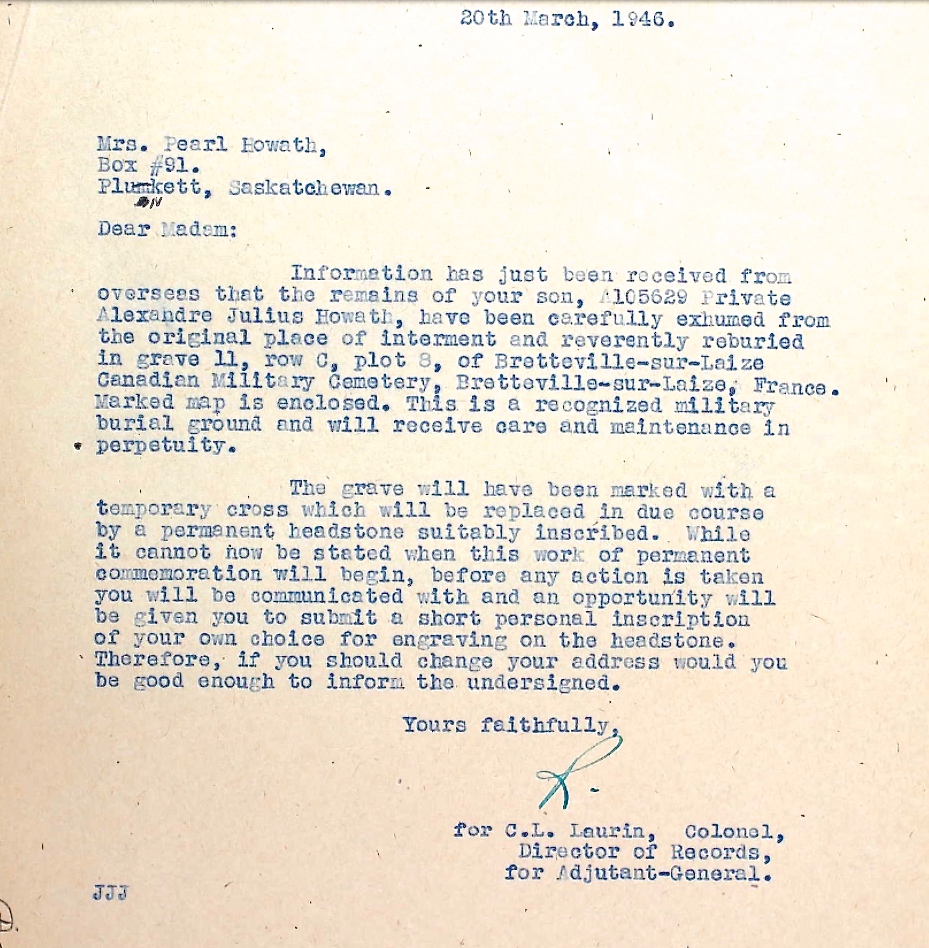 20th March, 1946.
Mrs. Pearl Howath,
Box #91.
Plunkett, Saskatchewan.
Dear Madam:
Information has just been received from
overseas that the remains of your son, A105629 Private
Alexandre Julius Howath, have been carefully exhumed from
the original place of interment and reverently reburied
in grave 11, row C, plot 8, of Bretteville-sur-Laize
Canadian Military Cemetery, Bretteville-sur-Laize, France.
Marked map is enclosed. This is a recognized military
burial ground and will receive care and maintenance in
perpetuity.
The grave will have been marked with a
temporary cross which will be replaced in due course
by a permanent headstone suitably inscribed. While
it cannot now be stated when this work of permanent
commemoration will begin, before any action is taken
you will be communicated with and an opportunity will
be given you to submit a short personal inscription
of your own choice for engraving on the headstone.
Therefore, if you should change your address would you
be good enough to inform the undersigned.
Yours faithfully,
R.
for C.L. Laurin, Colonel,
Director of Records,
for Adjutant-General.
JJJ